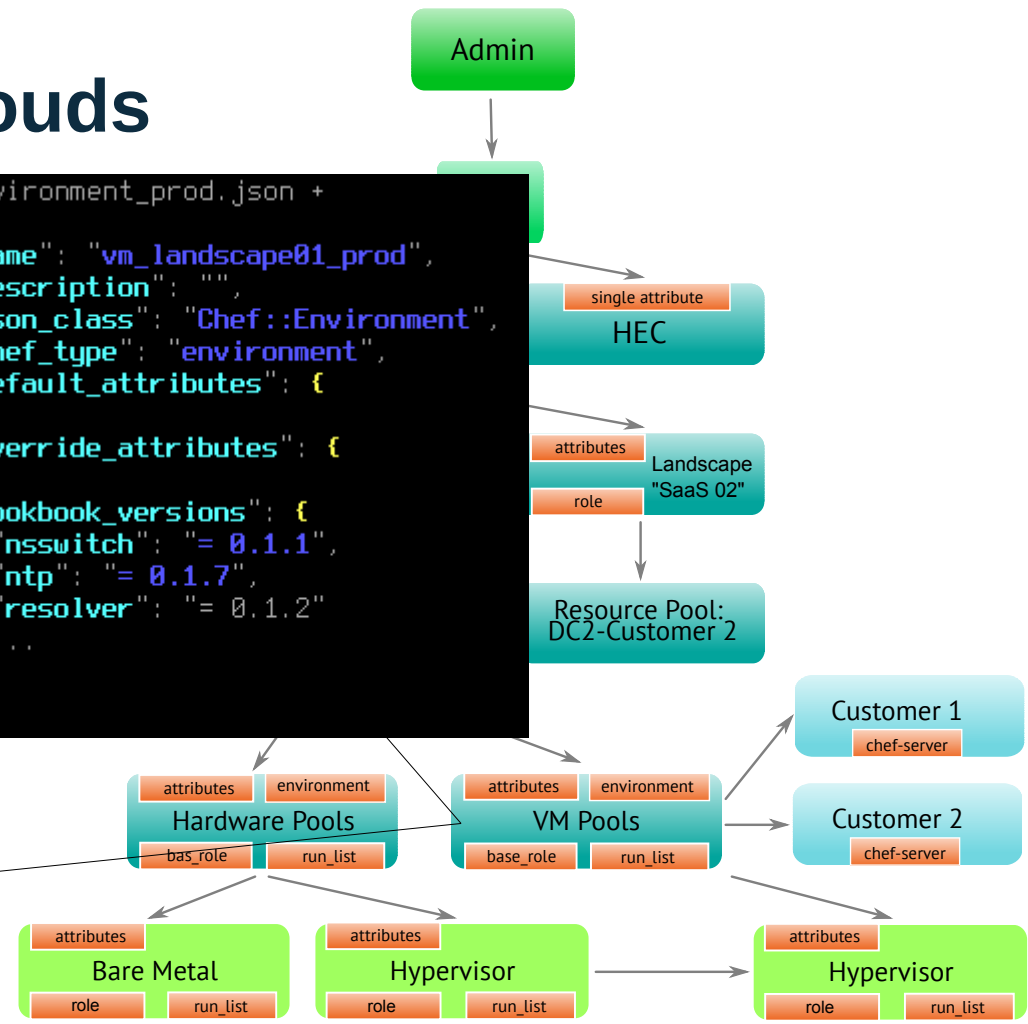 Admin
ouds
vironment_prod.json +
ame": "vm_landscape01_prod",
escription": "",
son_class": "Chef::Environment",
hef_type": "environment",
efault_attributes": {
verride_attributes": {
ookbook_versions": {
"nsswitch": "= 0.1.1",
"ntp": "= 0.1.7",
"resolver": "= 0.1.2"
..
single attribute
HEC
attributes
Landscape
"SaaS 02"
role
Resource Pool:
DC2-Customer 2
Customer 1
chef-server
attributes
environment
Hardware Pools
bas_role
run_list
attributes
environment
VM Pools
base_role
run_list
Customer 2
chef-server
attributes
Bare Metal
role
run_list
attributes
Hypervisor
role
run_list
attributes
Hypervisor
role
run_list